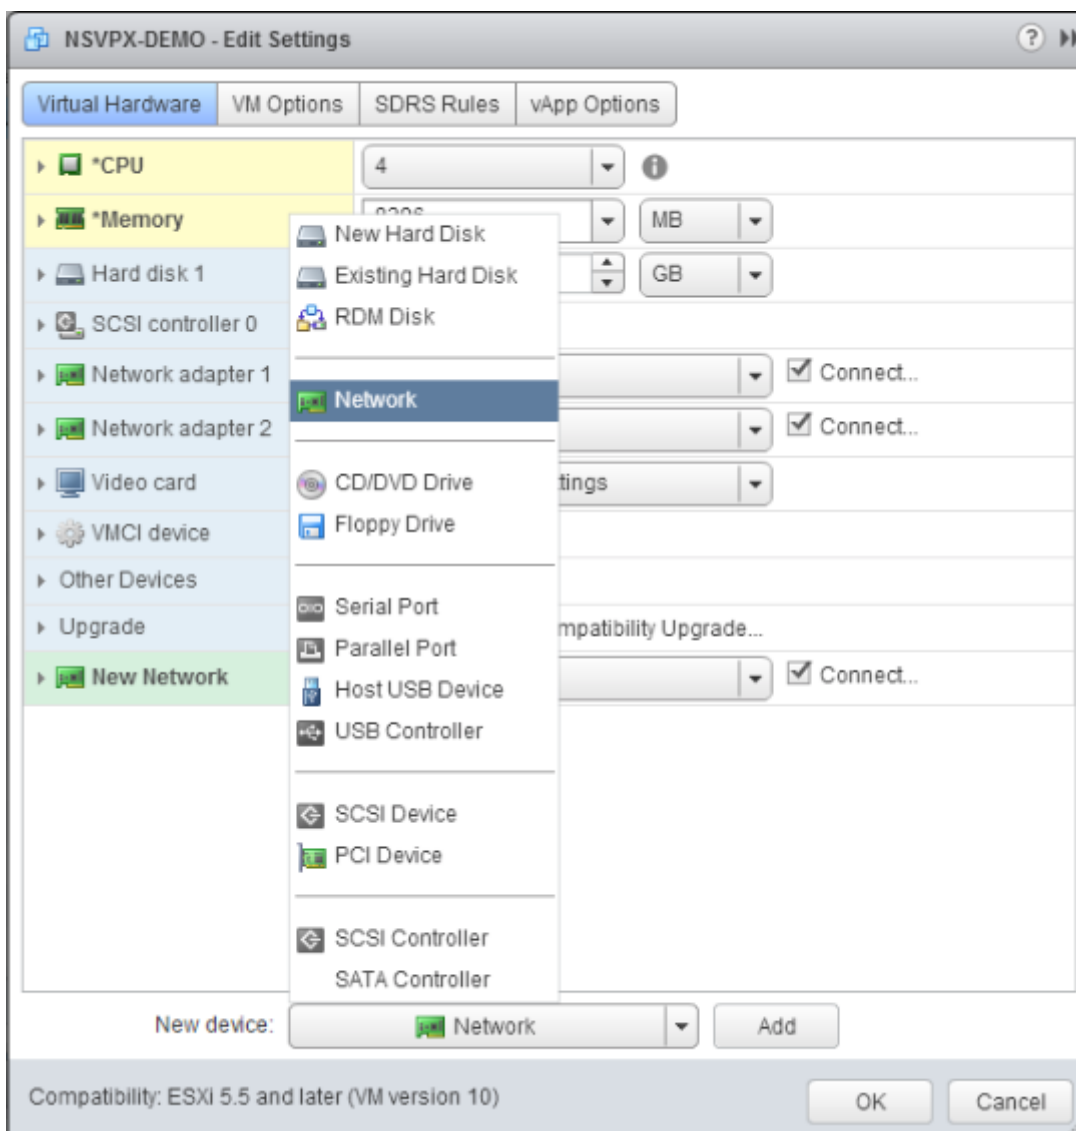 NSVPX-DEMO - Edit Settings
Virtual Hardware VM Options SDRS Rules vApp Options
*CPU 4
*Memory MB
New Hard Disk
Hard disk 1 Existing Hard Disk GB
SCSI controller 0 RDM Disk
Network adapter 1 Connect...
Network
Network adapter 2 Connect...
Video card CD/DVD Drive tings
VMCI device Floppy Drive
Other Devices
Serial Port
Upgrade mpatibility Upgrade...
Parallel Port
New Network Host USB Device Connect...
USB Controller
SCSI Device
PCI Device
SCSI Controller
SATA Controller
New device: Network Add
Compatibility: ESXi 5.5 and later (VM version 10) OK Cancel